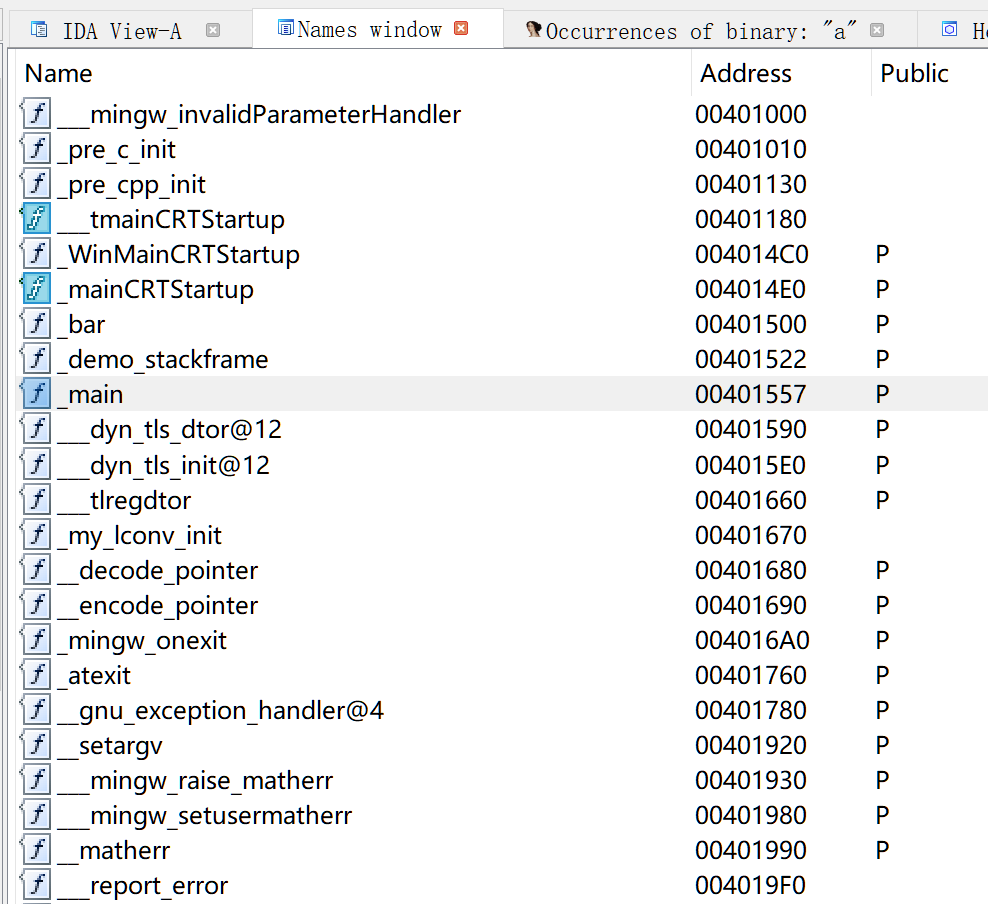 IDA View-A Names window Occurrences of binary: "a"
Name Address Public
___mingw_invalidParameterHandler 00401000
_pre_c_init 00401010
_pre_cpp_init 00401130
___tmainCRTStartup 00401180
_WinMainCRTStartup 004014C0 P
_mainCRTStartup 004014E0 P
_bar 00401500 P
_demo_stackframe 00401522 P
_main 00401557 P
___dyn_tls_dtor@12 00401590 P
___dyn_tls_init@12 004015E0 P
___tlregdtor 00401660 P
_my_lconv_init 00401670
__decode_pointer 00401680 P
__encode_pointer 00401690 P
_mingw_onexit 004016A0 P
_atexit 00401760 P
__gnu_exception_handler@4 00401780 P
__setargv 00401920 P
___mingw_raise_matherr 00401930 P
___mingw_setusermatherr 00401980 P
__matherr 00401990 P
___report_error 004019F0